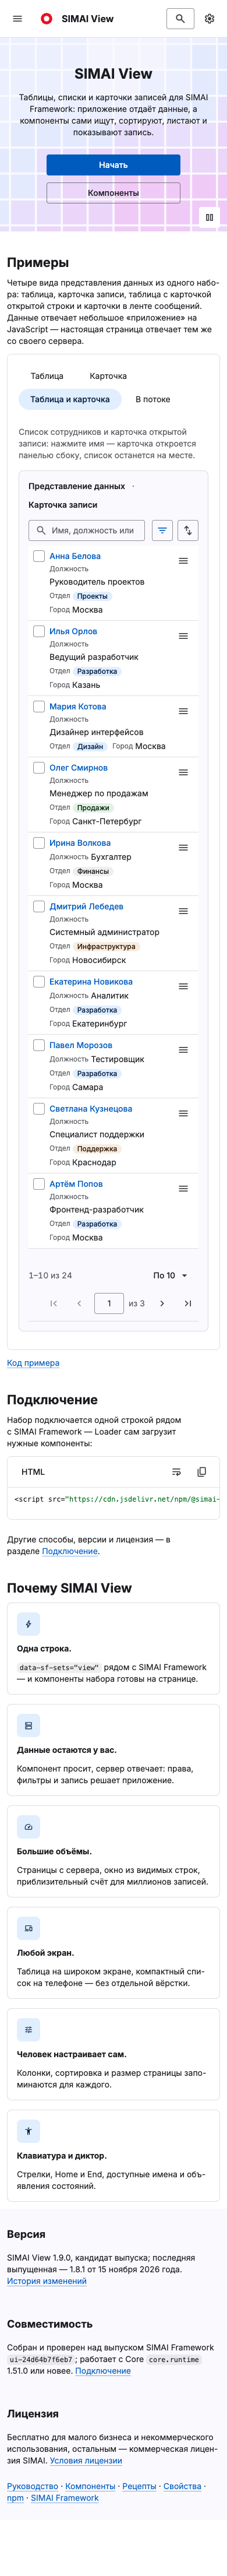 SIMAI View
SIMAI View
Таблицы, списки и карточки записей для SIMAI
Framework: приложение отдаёт данные, а
компоненты сами ищут, сортируют, листают и
показывают запись.
Начать
Компоненты
Примеры
Четыре вида представления данных из одного набо-
ра: таблица, карточка записи, таблица с карточкой
открытой строки и карточки в ленте сообщений.
Данные отвечает небольшое «приложение» на
JavaScript — настоящая страница отвечает тем же
со своего сервера.
Таблица
Карточка
Таблица и карточка
В потоке
Список сотрудников и карточка открытой
записи: нажмите имя — карточка откроется
панелью сбоку, список останется на месте.
Представление данных ·
Карточка записи
Имя, должность или
Анна Белова
Должность
Руководитель проектов
Отдел Проекты
Город Москва
Илья Орлов
Должность
Ведущий разработчик
Отдел Разработка
Город Казань
Мария Котова
Должность
Дизайнер интерфейсов
Отдел Дизайн Город Москва
Олег Смирнов
Должность
Менеджер по продажам
Отдел Продажи
Город Санкт-Петербург
Ирина Волкова
Должность Бухгалтер
Отдел Финансы
Город Москва
Дмитрий Лебедев
Должность
Системный администратор
Отдел Инфраструктура
Город Новосибирск
Екатерина Новикова
Должность Аналитик
Отдел Разработка
Город Екатеринбург
Павел Морозов
Должность Тестировщик
Отдел Разработка
Город Самара
Светлана Кузнецова
Должность
Специалист поддержки
Отдел Поддержка
Город Краснодар
Артём Попов
Должность
Фронтенд-разработчик
Отдел Разработка
Город Москва
1–10 из 24
По 10
1 из 3
Код примера
Подключение
Набор подключается одной строкой рядом
с SIMAI Framework — Loader сам загрузит
нужные компоненты:
HTML
<script src="https://cdn.jsdelivr.net/npm/@simai-
Другие способы, версии и лицензия — в
разделе Подключение.
Почему SIMAI View
Одна строка.
data-sf-sets="view" рядом с SIMAI Framework
— и компоненты набора готовы на странице.
Данные остаются у вас.
Компонент просит, сервер отвечает: права,
фильтры и запись решает приложение.
Большие объёмы.
Страницы с сервера, окно из видимых строк,
приблизительный счёт для миллионов записей.
Любой экран.
Таблица на широком экране, компактный спи-
сок на телефоне — без отдельной вёрстки.
Человек настраивает сам.
Колонки, сортировка и размер страницы запо-
минаются для каждого.
Клавиатура и диктор.
Стрелки, Home и End, доступные имена и объ-
явления состояний.
Версия
SIMAI View 1.9.0, кандидат выпуска; последняя
выпущенная — 1.8.1 от 15 ноября 2026 года.
История изменений
Совместимость
Собран и проверен над выпуском SIMAI Framework
ui-24d64b7f6eb7; работает с Core core.runtime
1.51.0 или новее. Подключение
Лицензия
Бесплатно для малого бизнеса и некоммерческого
использования, остальным — коммерческая лицен-
зия SIMAI. Условия лицензии
Руководство · Компоненты · Рецепты · Свойства ·
npm · SIMAI Framework